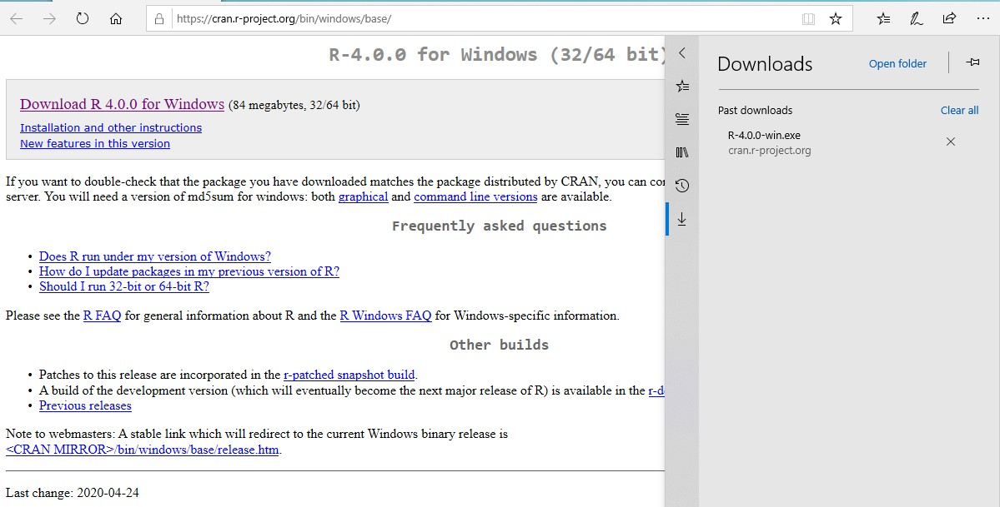 https://cran.r-project.org/bin/windows/base/
R-4.0.0 for Windows (32/64 bit)
Download R 4.0.0 for Windows (84 megabytes, 32/64 bit)
Installation and other instructions
New features in this version
If you want to double-check that the package you have downloaded matches the package distributed by CRAN, you can com
server. You will need a version of md5sum for windows: both graphical and command line versions are available.
Frequently asked questions
• Does R run under my version of Windows?
• How do I update packages in my previous version of R?
• Should I run 32-bit or 64-bit R?
Please see the R FAQ for general information about R and the R Windows FAQ for Windows-specific information.
Other builds
• Patches to this release are incorporated in the r-patched snapshot build.
• A build of the development version (which will eventually become the next major release of R) is available in the r-d
• Previous releases
Note to webmasters: A stable link which will redirect to the current Windows binary release is
<CRAN MIRROR>/bin/windows/base/release.htm.
Last change: 2020-04-24
Downloads
Open folder
Past downloads
Clear all
R-4.0.0-win.exe
cran.r-project.org